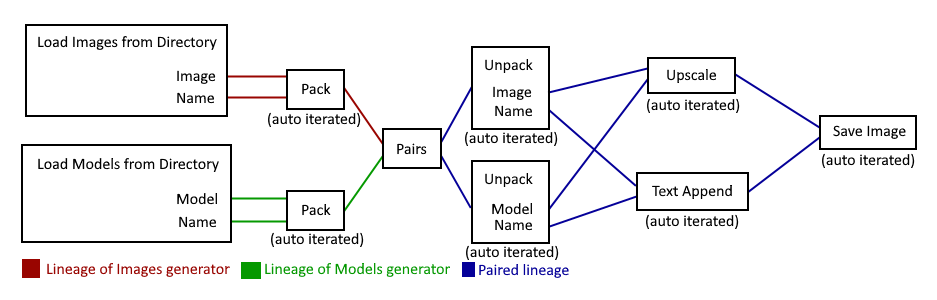 Load Images from Directory
Image
Name
Pack
(auto iterated)
Load Models from Directory
Model
Name
Pack
(auto iterated)
Pairs
Unpack
Image
Name
(auto iterated)
Unpack
Model
Name
(auto iterated)
Upscale
(auto iterated)
Text Append
(auto iterated)
Save Image
(auto iterated)
Lineage of Images generator
Lineage of Models generator
Paired lineage